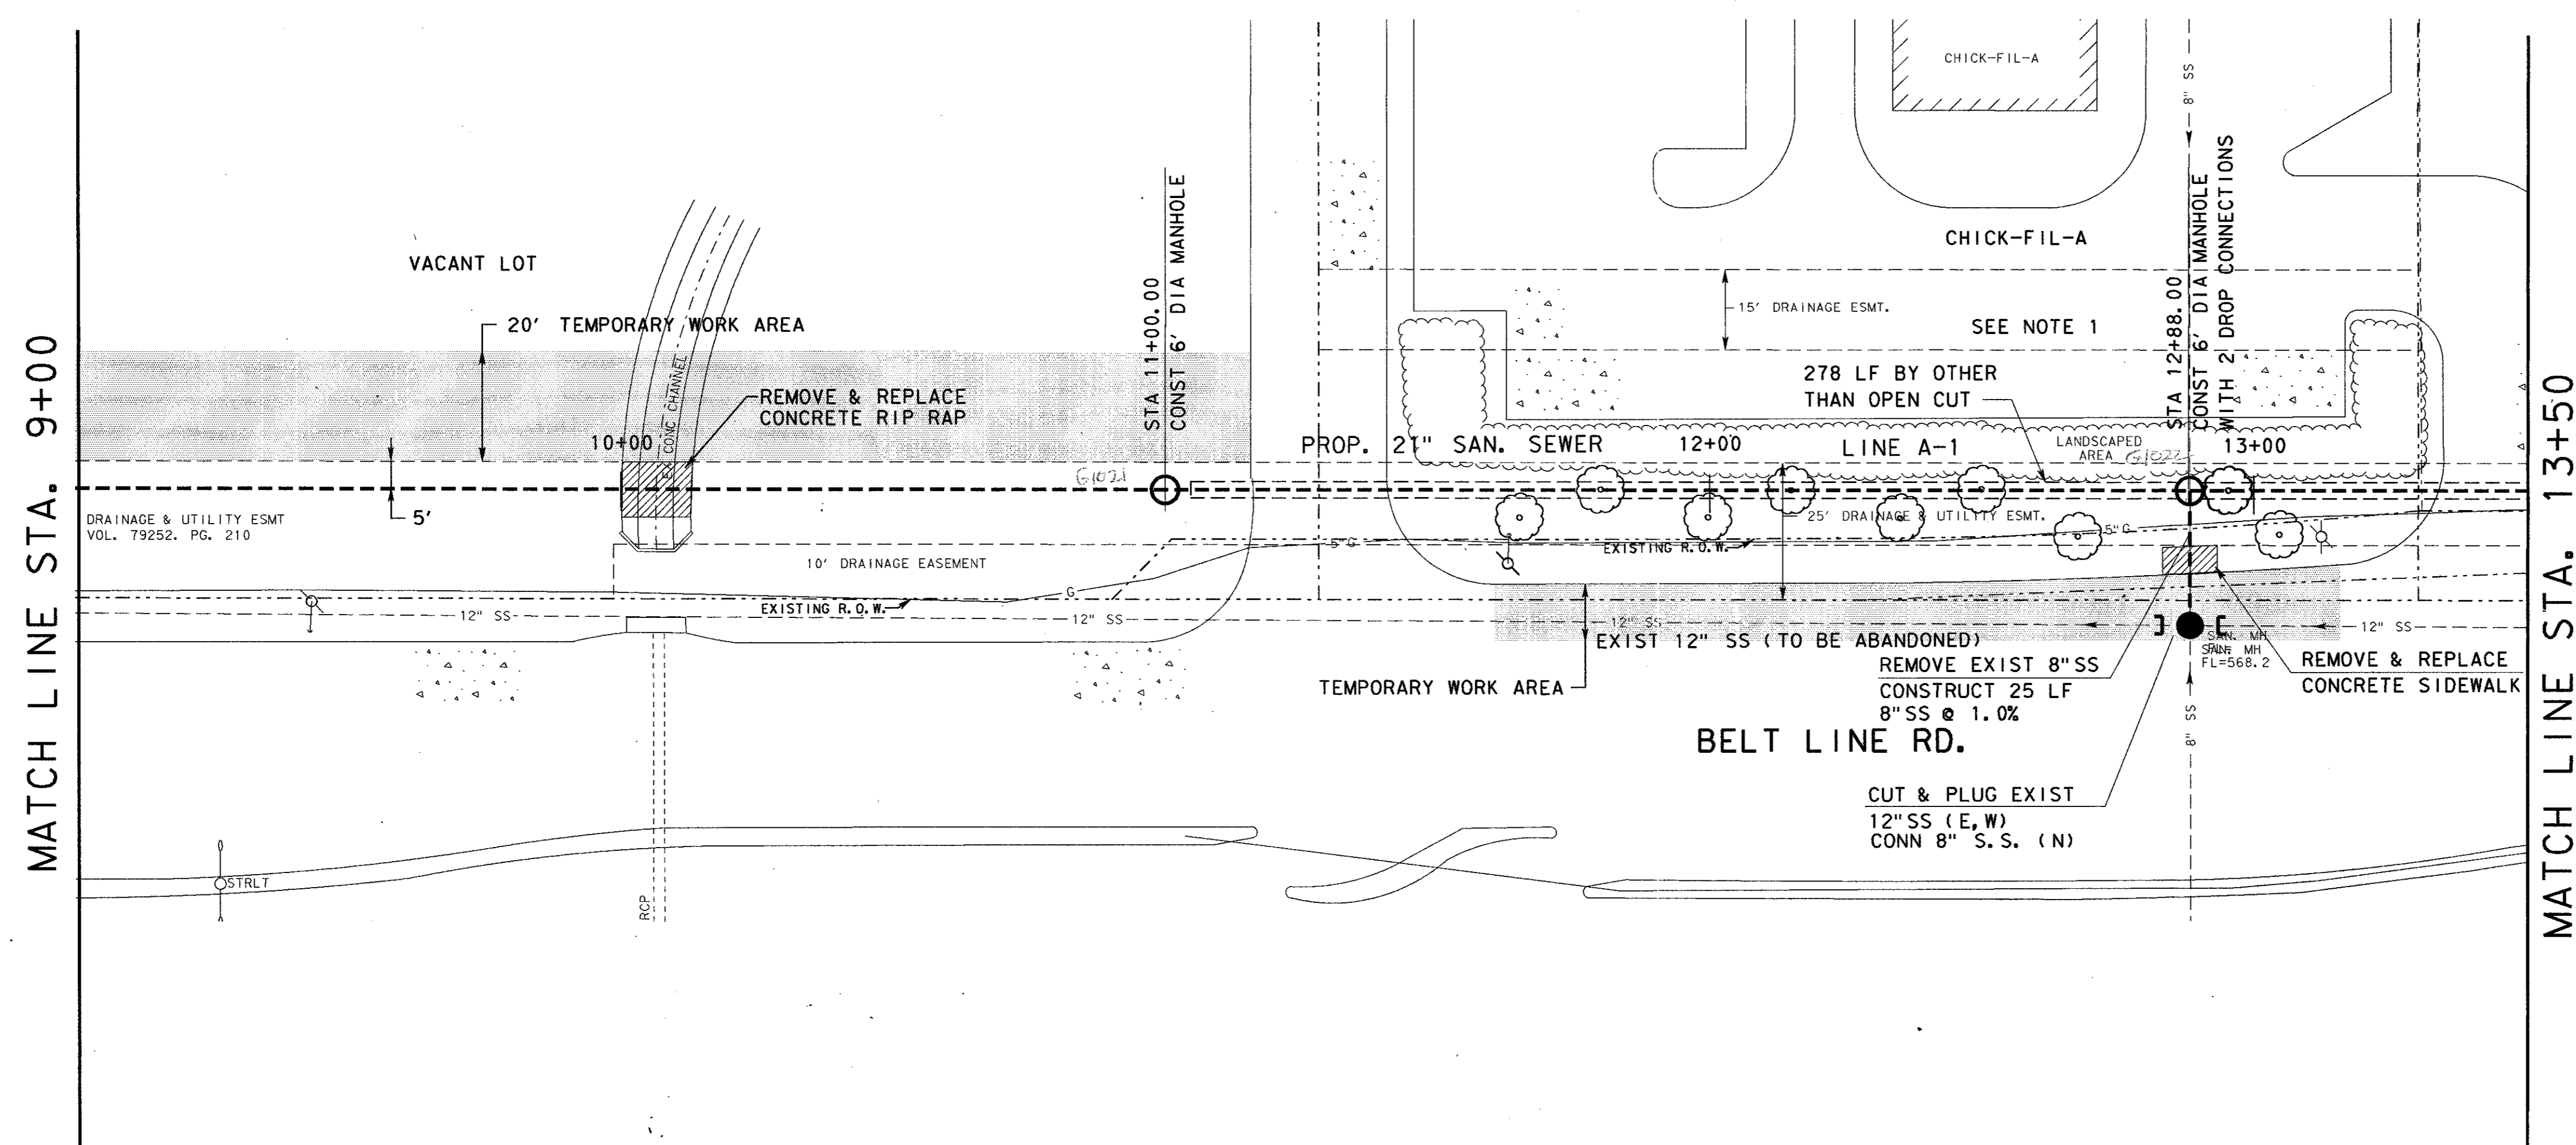 MATCH LINE STA. 9+00
VACANT LOT
20' TEMPORARY WORK AREA
EX CONC CHANNEL
REMOVE & REPLACE
CONCRETE RIP RAP
10+00
5'
DRAINAGE & UTILITY ESMT
VOL. 79252. PG. 210
10' DRAINAGE EASEMENT
EXISTING R.O.W.
12" SS
G
12" SS
STRLT
RCP
G1021
STA 11+00.00
CONST 6' DIA MANHOLE
PROP. 21" SAN. SEWER
12+00
LINE A-1
CHICK-FIL-A
CHICK-FIL-A
15' DRAINAGE ESMT.
SEE NOTE 1
278 LF BY OTHER
THAN OPEN CUT
LANDSCAPED
AREA
G1022
13+00
8" SS
STA 12+88.00
CONST 6' DIA MANHOLE
WITH 2 DROP CONNECTIONS
25' DRAINAGE & UTILITY ESMT.
5"G
EXISTING R.O.W.
5"G
12" SS
EXIST 12" SS (TO BE ABANDONED)
TEMPORARY WORK AREA
REMOVE EXIST 8"SS
CONSTRUCT 25 LF
8"SS @ 1.0%
BELT LINE RD.
CUT & PLUG EXIST
12"SS (E,W)
CONN 8" S.S. (N)
SAN. MH
FL=568.2
12" SS
8" SS
REMOVE & REPLACE
CONCRETE SIDEWALK
MATCH LINE STA. 13+50